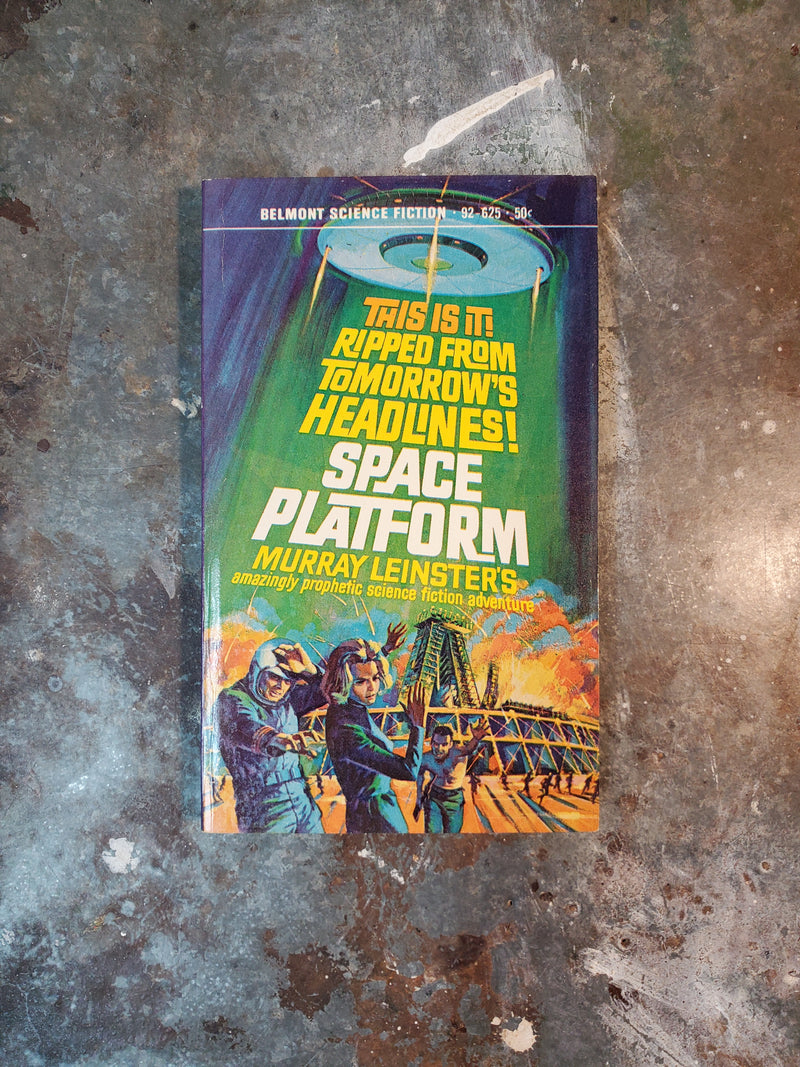 BELMONT SCIENCE FICTION · 92-625 · 50¢
THIS IS IT!
RIPPED FROM
TOMORROW'S
HEADLINES!
SPACE
PLATFORM
MURRAY LEINSTER'S
amazingly prophetic science fiction adventure